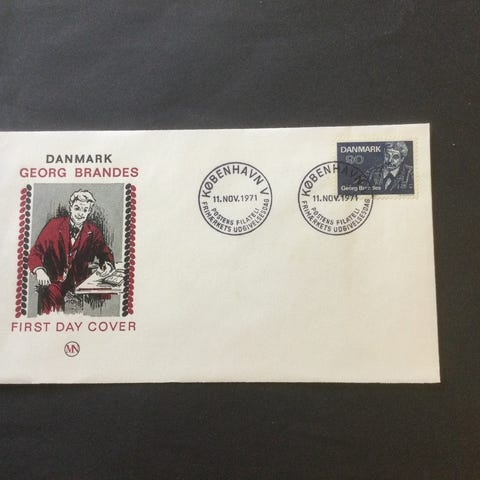 DANMARK
GEORG BRANDES
FIRST DAY COVER
MN
KØBENHAVN V
11.NOV.1971
POSTENS FILATELI
FRIMÆRKETS UDGIVELSESDAG
KØBENHAVN V
11.NOV.1971
POSTENS FILATELI
FRIMÆRKETS UDGIVELSESDAG
DANMARK
90
Georg Brandes